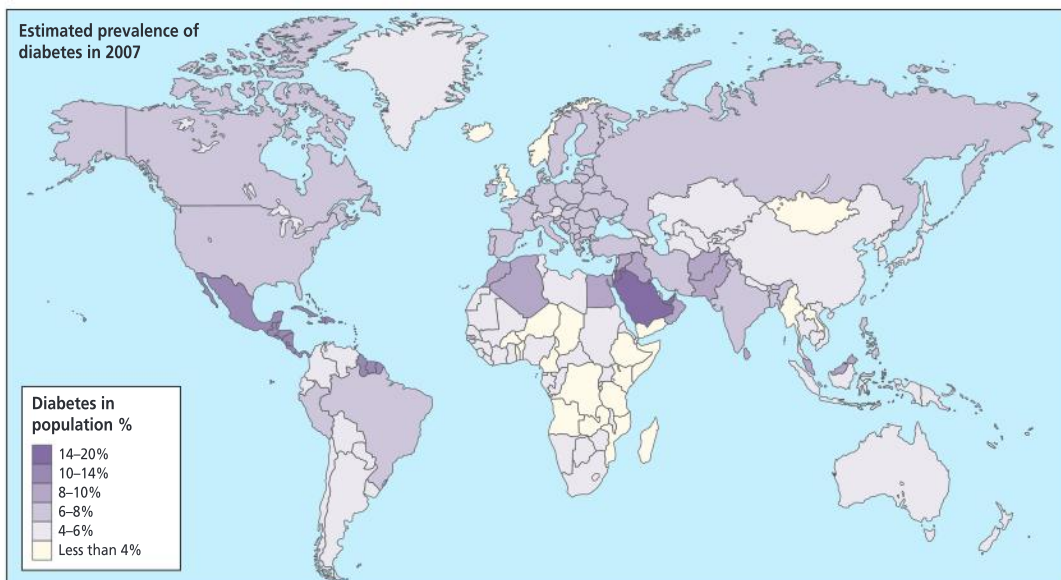 Estimated prevalence of
diabetes in 2007
Diabetes in
population %
14–20%
10–14%
8–10%
6–8%
4–6%
Less than 4%